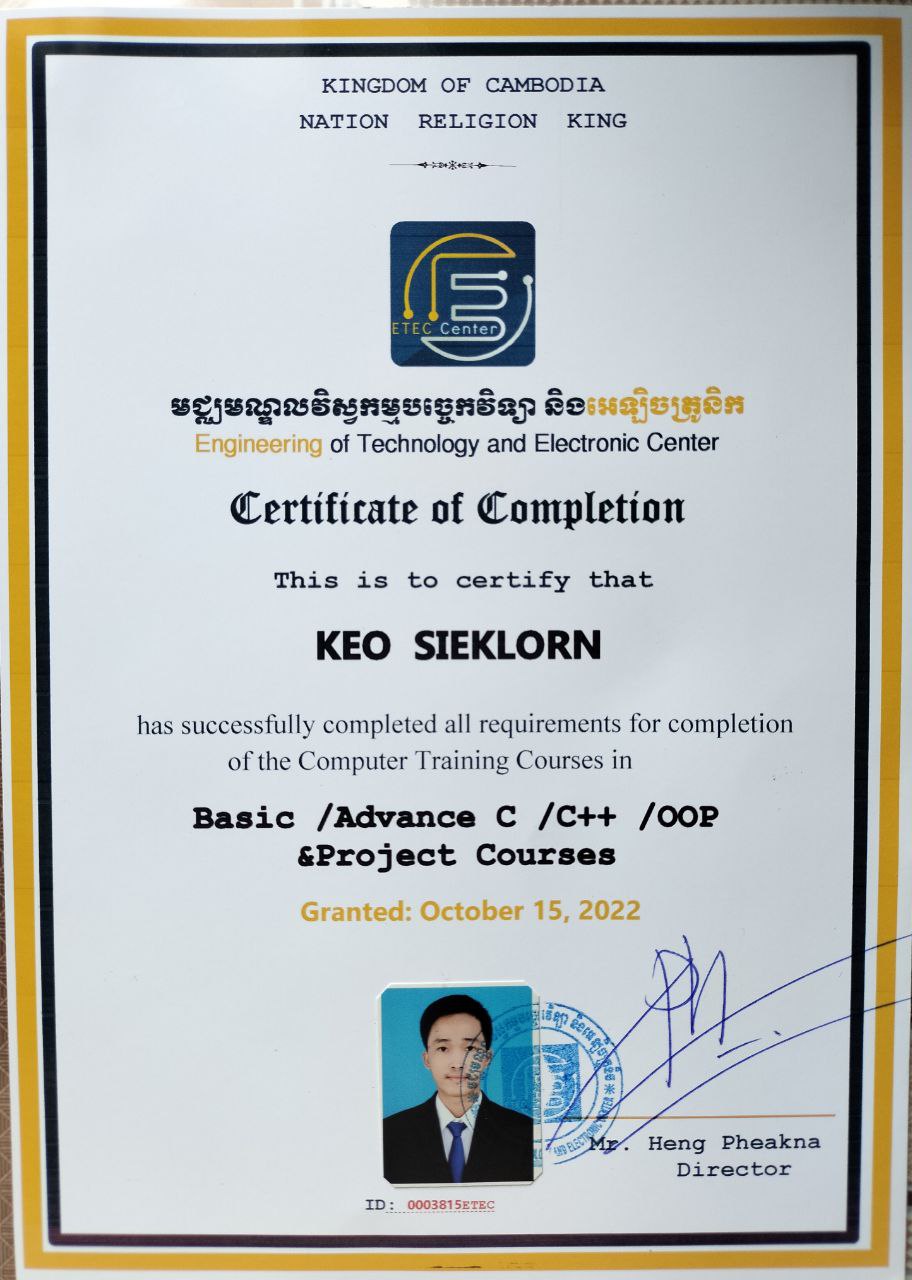 KINGDOM OF CAMBODIA
NATION RELIGION KING
ETEC Center
មជ្ឈមណ្ឌលវិស្វកម្មបច្ចេកវិទ្យា និងអេឡិចត្រូនិក
Engineering of Technology and Electronic Center
Certificate of Completion
This is to certify that
KEO SIEKLORN
has successfully completed all requirements for completion
of the Computer Training Courses in
Basic /Advance C /C++ /OOP
&Project Courses
Granted: October 15, 2022
AND ELECTRONIC CENTER
Mr. Heng Pheakna
Director
ID: 0003815ETEC